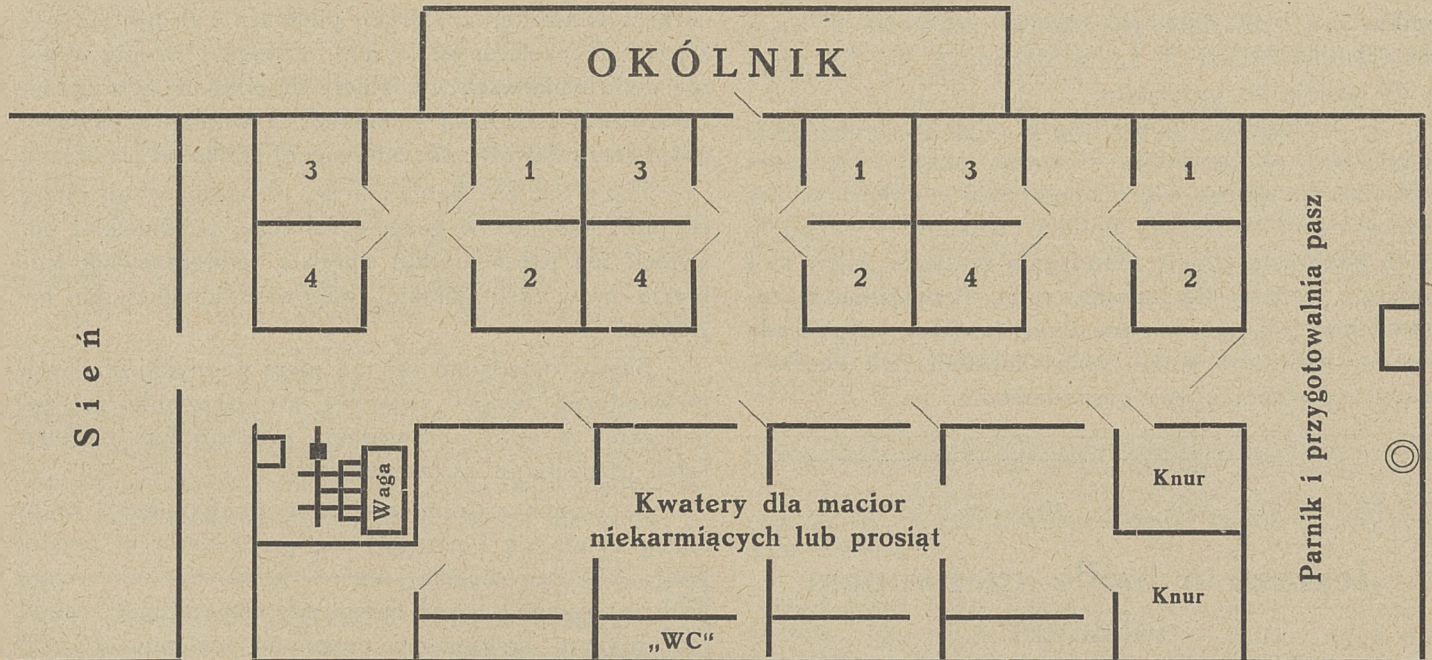 OKÓLNIK
3 1 3 1 3 1
4 2 4 2 4 2
Sień
Parnik i przygotowalnia pasz
Waga
Knur
Kwatery dla macior
niekarmiących lub prosiąt
Knur
„WC“